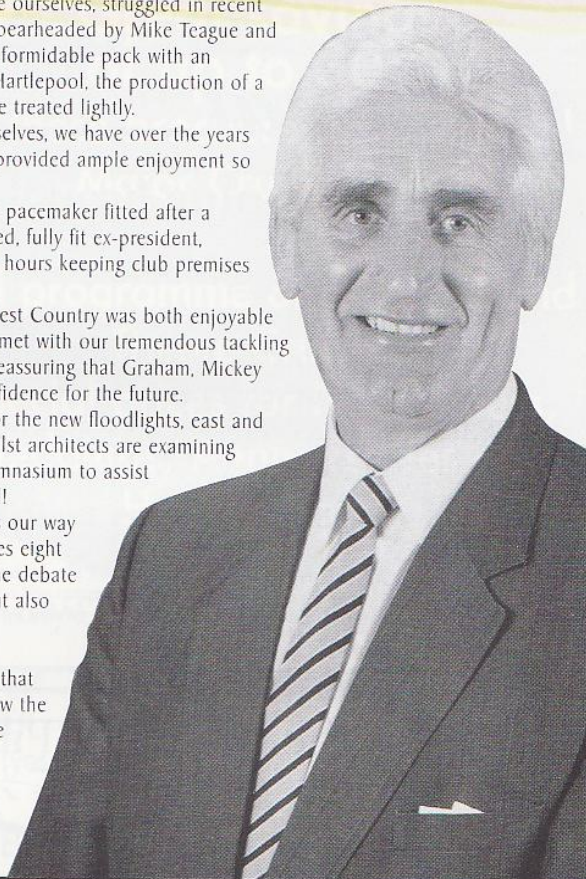 e ourselves, struggled in recent
pearheaded by Mike Teague and
formidable pack with an
Hartlepool, the production of a
e treated lightly.
selves, we have over the years
provided ample enjoyment so
pacemaker fitted after a
ed, fully fit ex-president,
hours keeping club premises
est Country was both enjoyable
met with our tremendous tackling
eassuring that Graham, Mickey
fidence for the future.
or the new floodlights, east and
lst architects are examining
mnasium to assist
!
s our way
es eight
e debate
t also
that
w the
e